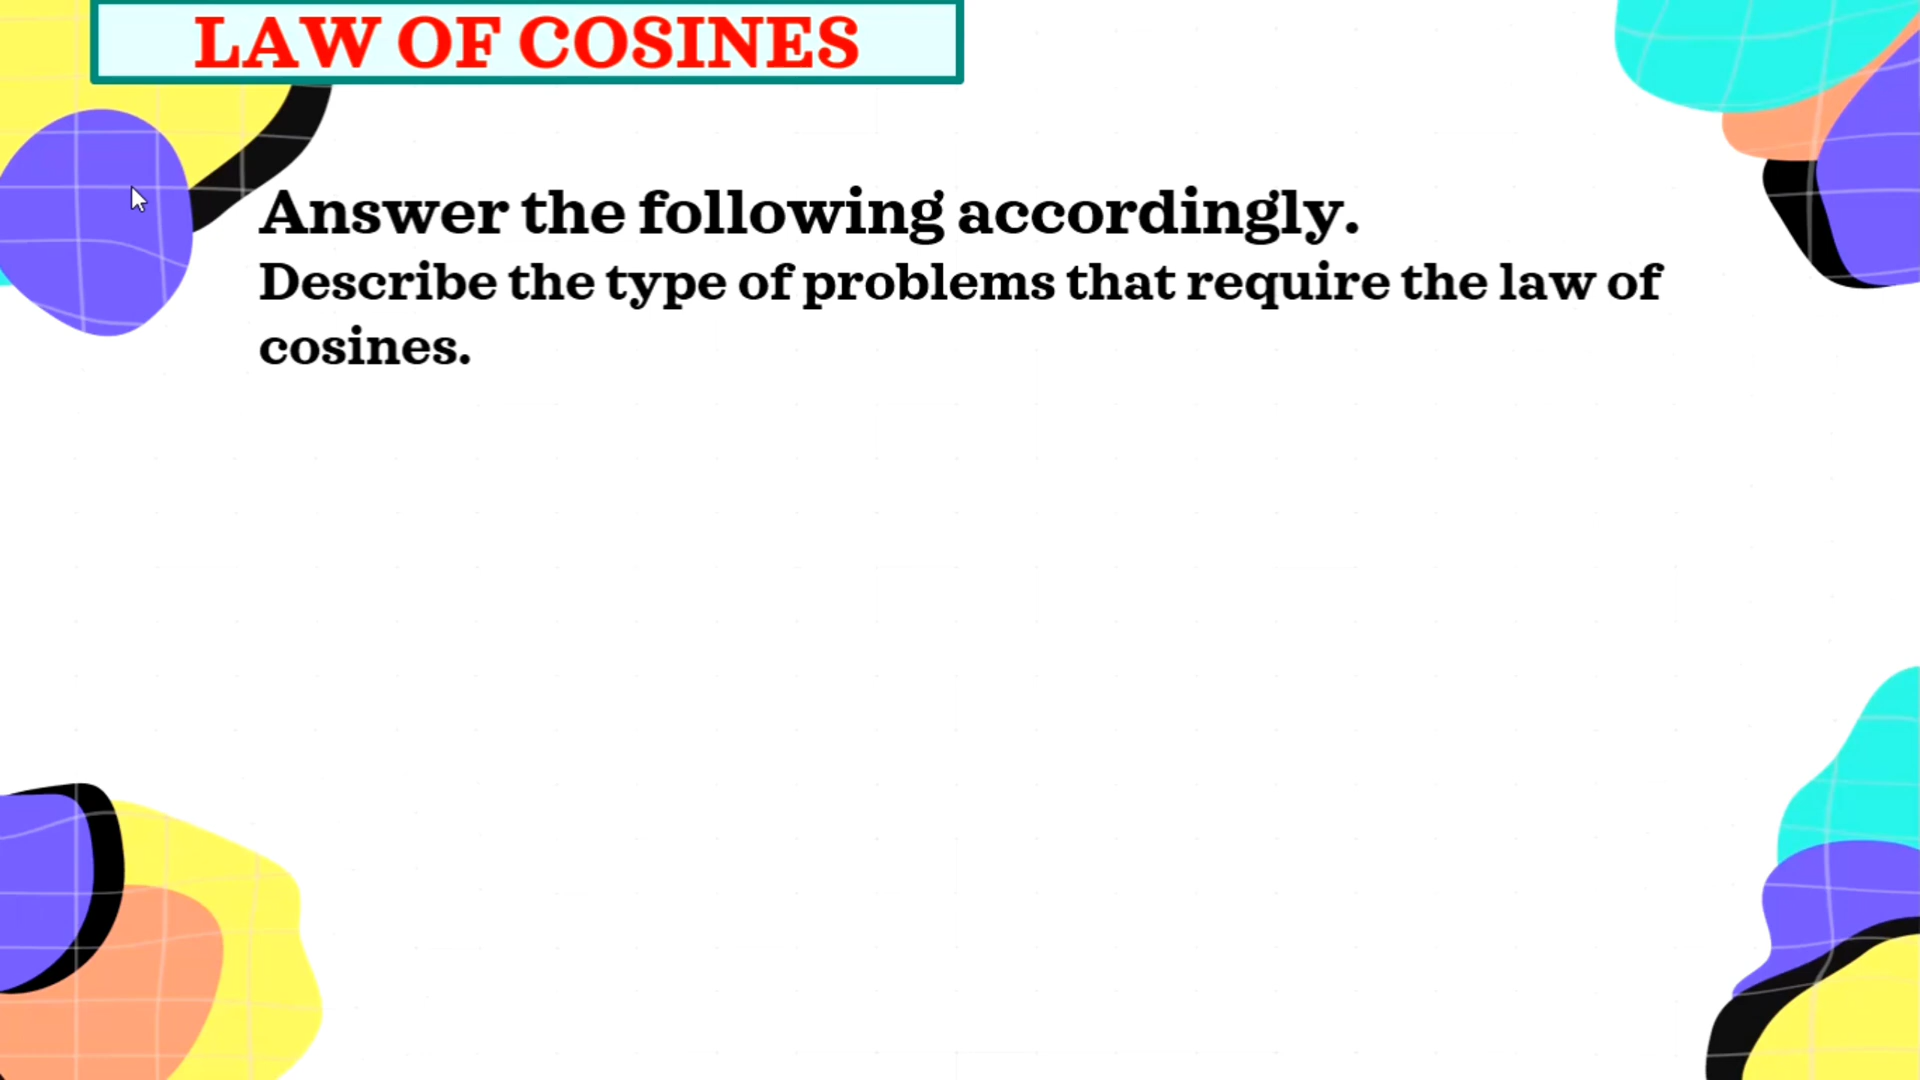 LAW OF COSINES
Answer the following accordingly.
Describe the type of problems that require the law of
cosines.